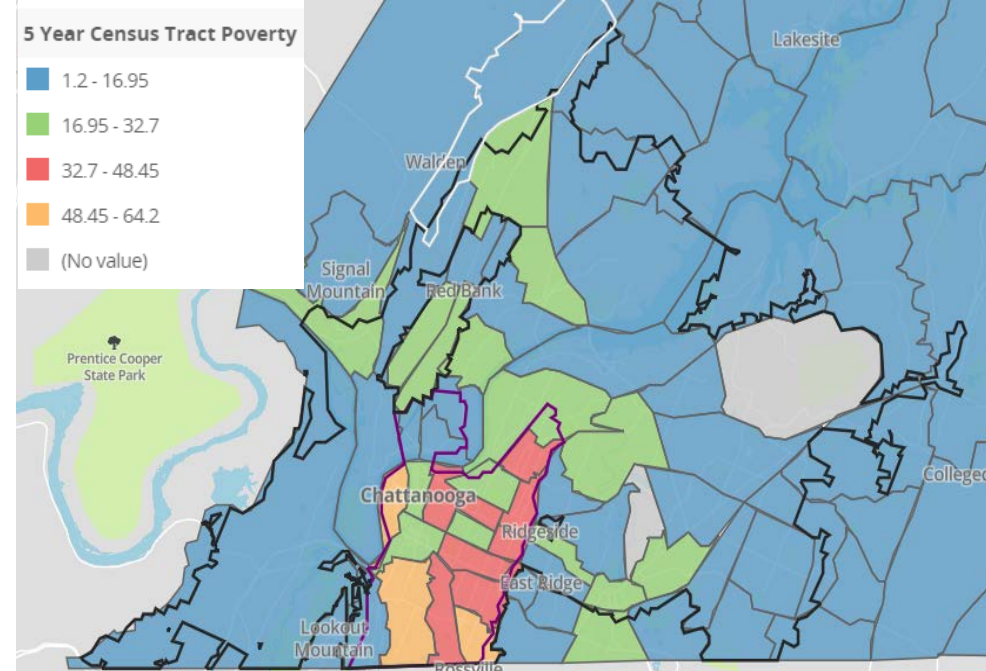 5 Year Census Tract Poverty
1.2 - 16.95
16.95 - 32.7
32.7 - 48.45
48.45 - 64.2
(No value)
Lakesite
Walden
Signal
Mountain
Red Bank
Prentice Cooper
State Park
Colleged
Chattanooga
Ridgeside
East Ridge
Lookout
Mountain
Rossville